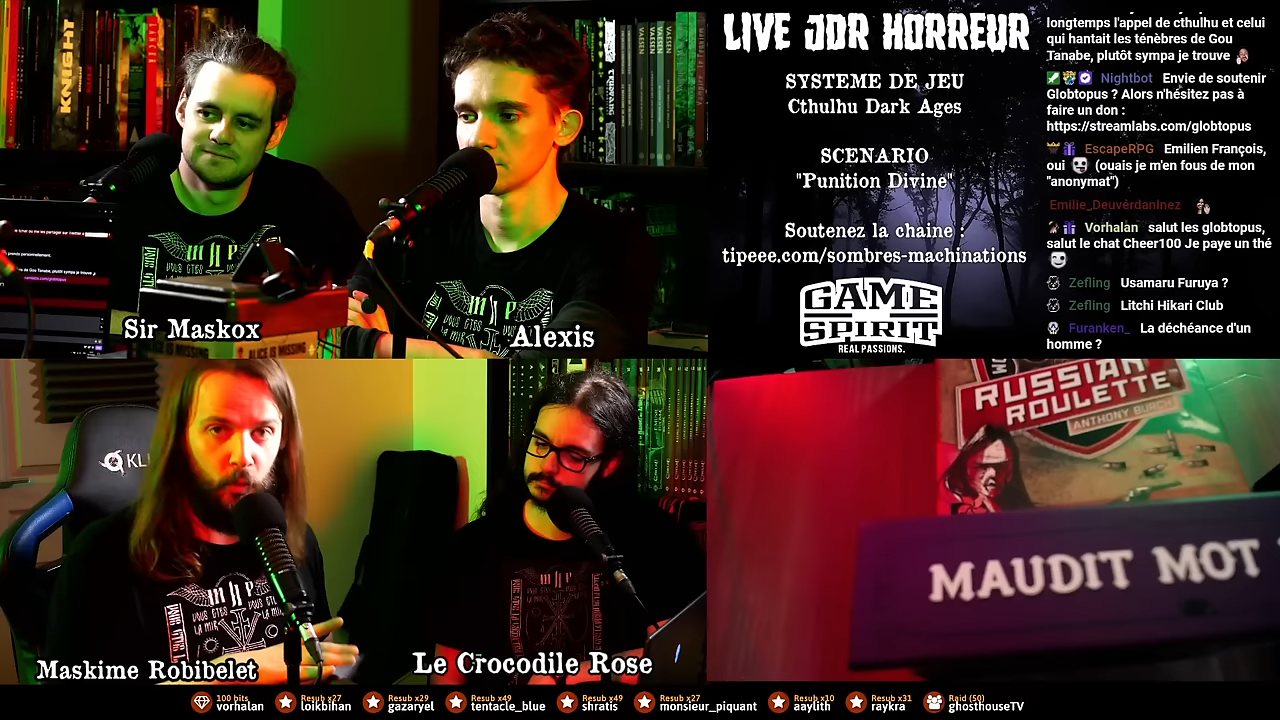 KNIGHT
VAESEN
VAESEN
VAESEN
VAESEN
Sir Maskox
Alexis
LIVE JDR HORREUR
SYSTEME DE JEU
Cthulhu Dark Ages
SCENARIO
"Punition Divine"
Soutenez la chaine :
tipeee.com/sombres-machinations
GAME
SPIRIT
REAL PASSIONS.
longtemps l'appel de cthulhu et celui
qui hantait les ténèbres de Gou
Tanabe, plutôt sympa je trouve
Nightbot Envie de soutenir
Globtopus ? Alors n'hésitez pas à
faire un don :
https://streamlabs.com/globtopus
EscapeRPG Emilien François,
oui (ouais je m'en fous de mon
"anonymat")
Emilie_Deuvërdanlnez
Vorhalan salut les globtopus,
salut le chat Cheer100 Je paye un thé
Zefling Usamaru Furuya ?
Zefling Litchi Hikari Club
Furanken_ La déchéance d'un
homme ?
KL
Maskime Robibelet
Le Crocodile Rose
RUSSIAN
ROULETTE
ANTHONY BURCH
MAUDIT MOT
100 bits
vorhalan
Resub x27
loikbihan
Resub x29
gazaryel
Resub x49
tentacle_blue
Resub x49
shratis
Resub x27
monsieur_piquant
Resub x10
aaylith
Resub x31
raykra
Raid (50)
ghosthouseTV